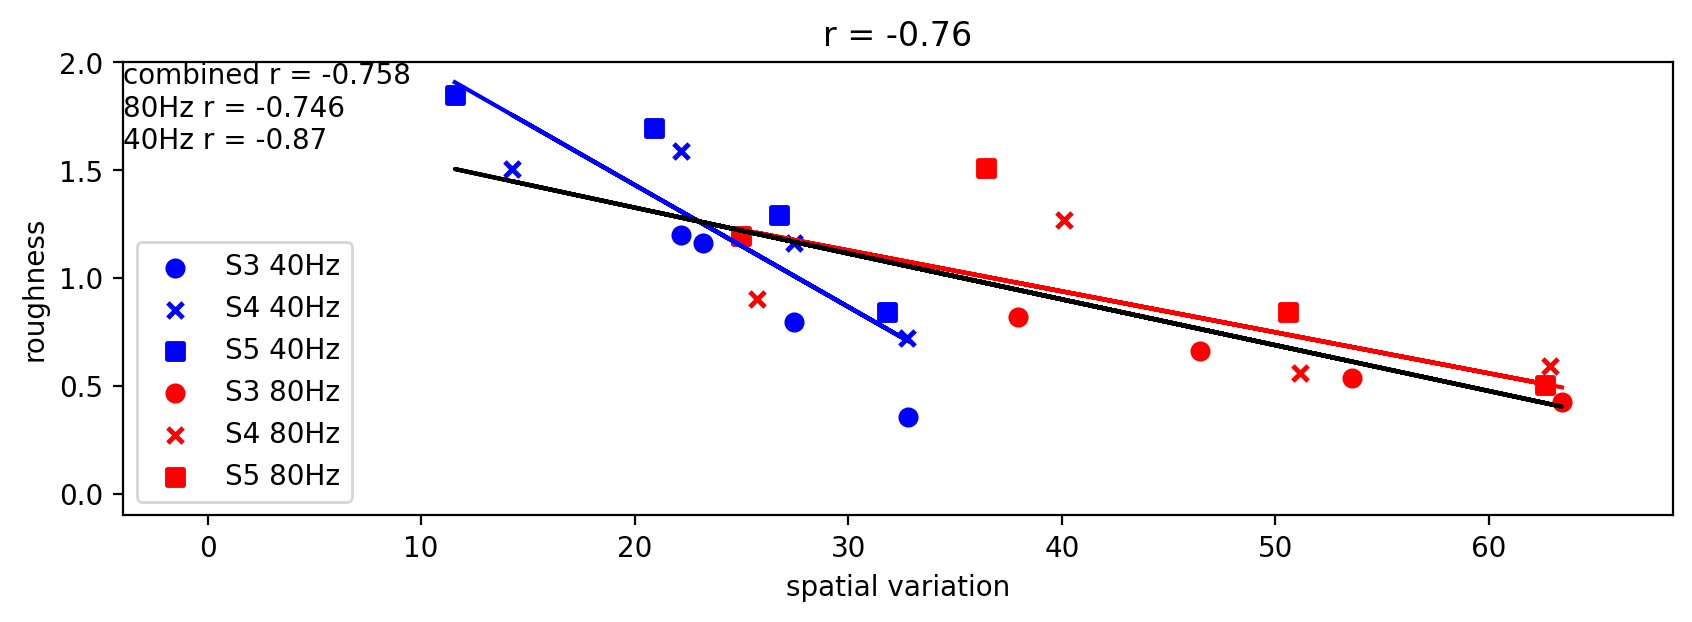 r = -0.76
combined r = -0.758
80Hz r = -0.746
40Hz r = -0.87
2.0
1.5
1.0
0.5
0.0
roughness
S3 40Hz
S4 40Hz
S5 40Hz
S3 80Hz
S4 80Hz
S5 80Hz
0 10 20 30 40 50 60
spatial variation